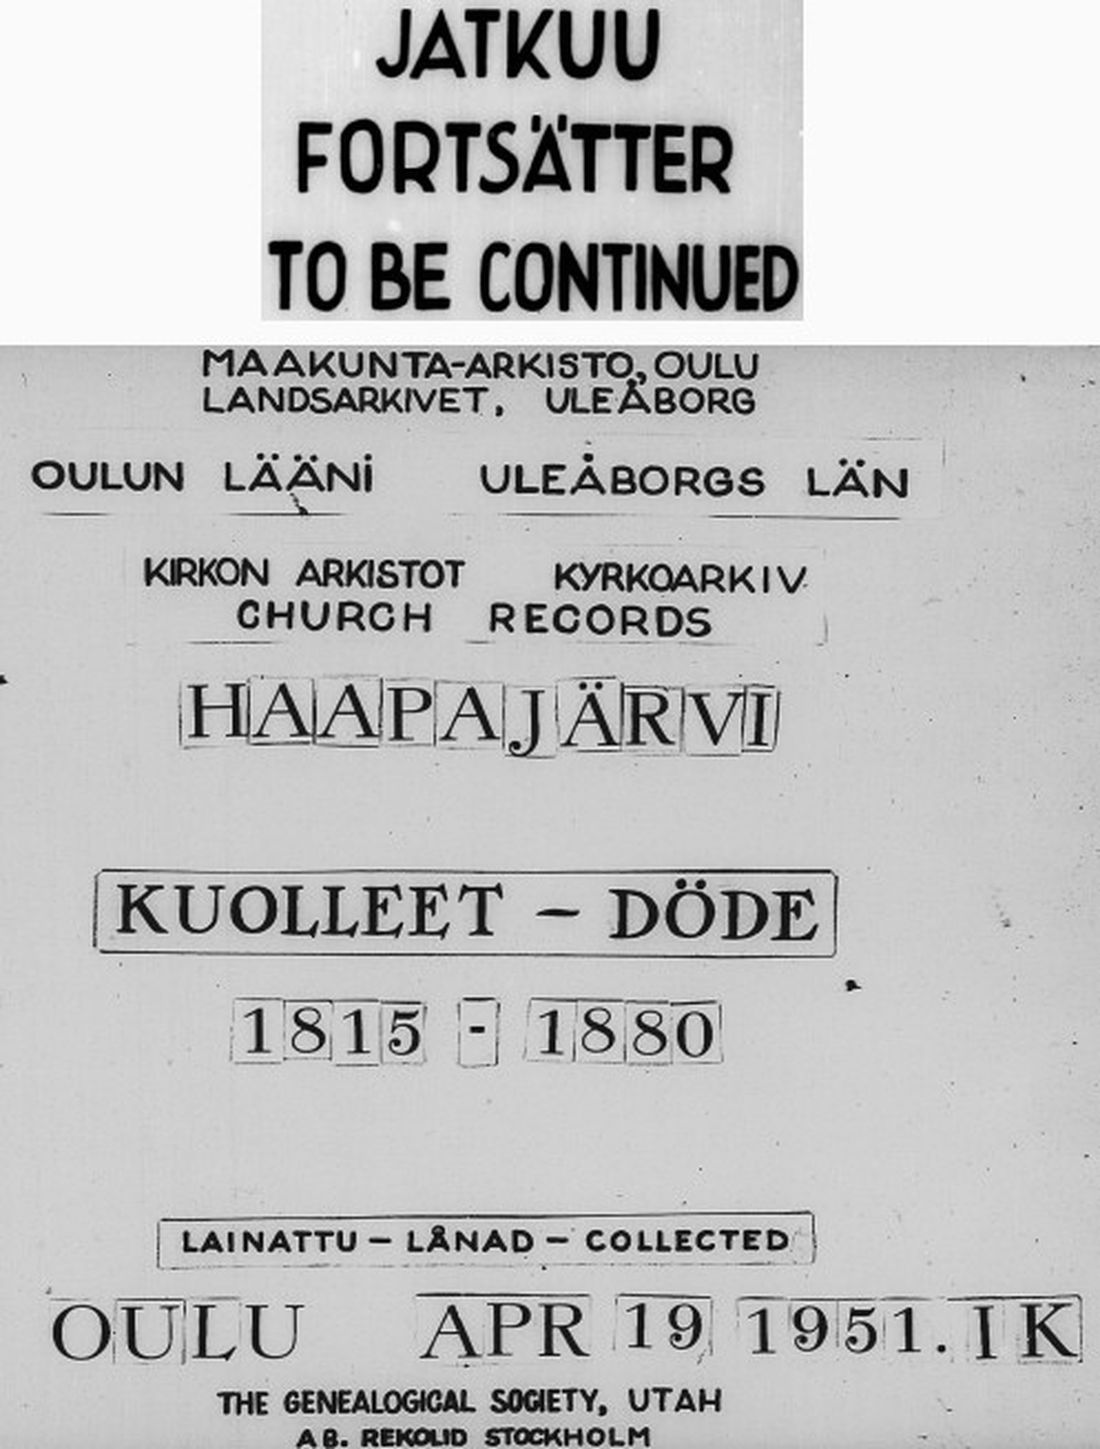 JATKUU
FORTSÄTTER
TO BE CONTINUED
MAAKUNTA-ARKISTO, OULU
LANDSARKIVET, ULEÅBORG
OULUN LÄÄNI ULEÅBORGS LÄN
KIRKON ARKISTOT KYRKOARKIV
CHURCH RECORDS
HAAPAJÄRVI
KUOLLEET - DÖDE
1815 - 1880
LAINATTU - LÅNAD - COLLECTED
OULU APR 19 1951. I K
THE GENEALOGICAL SOCIETY, UTAH
AB. REKOLID STOCKHOLM